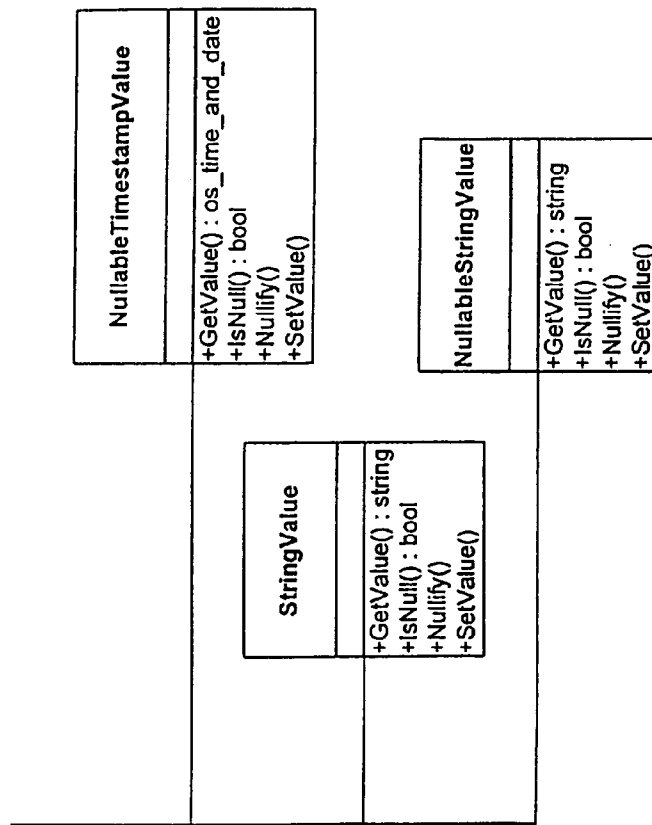 NullableTimestampValue
+GetValue() : os_time_and_date
+IsNull() : bool
+Nullify()
+SetValue()
StringValue
+GetValue() : string
+IsNull() : bool
+Nullify()
+SetValue()
NullableStringValue
+GetValue() : string
+IsNull() : bool
+Nullify()
+SetValue()